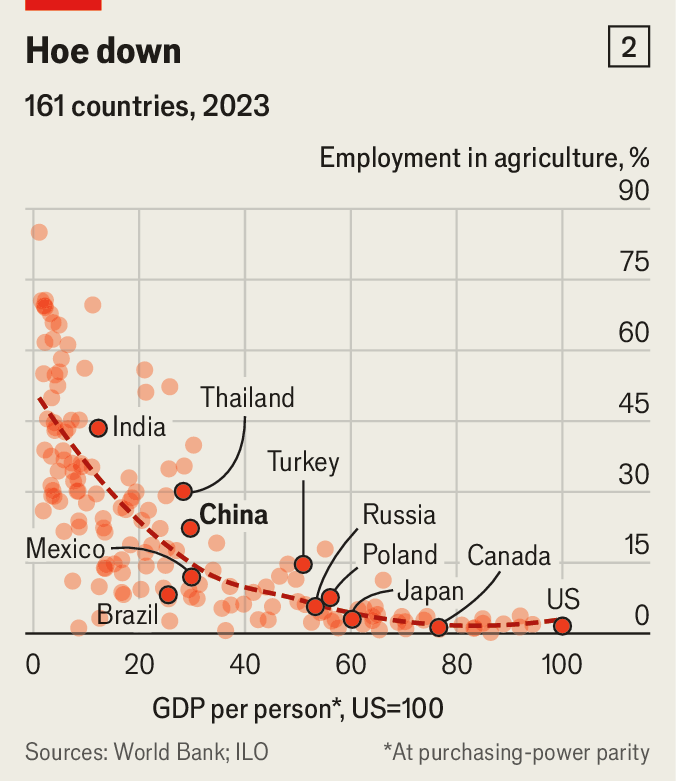 Hoe down
2
161 countries, 2023
Employment in agriculture, %
90
75
60
Thailand
45
India
Turkey
30
China
Russia
Mexico
Poland
Canada
15
Japan
US
Brazil
0
0 20 40 60 80 100
GDP per person*, US=100
Sources: World Bank; ILO
*At purchasing-power parity